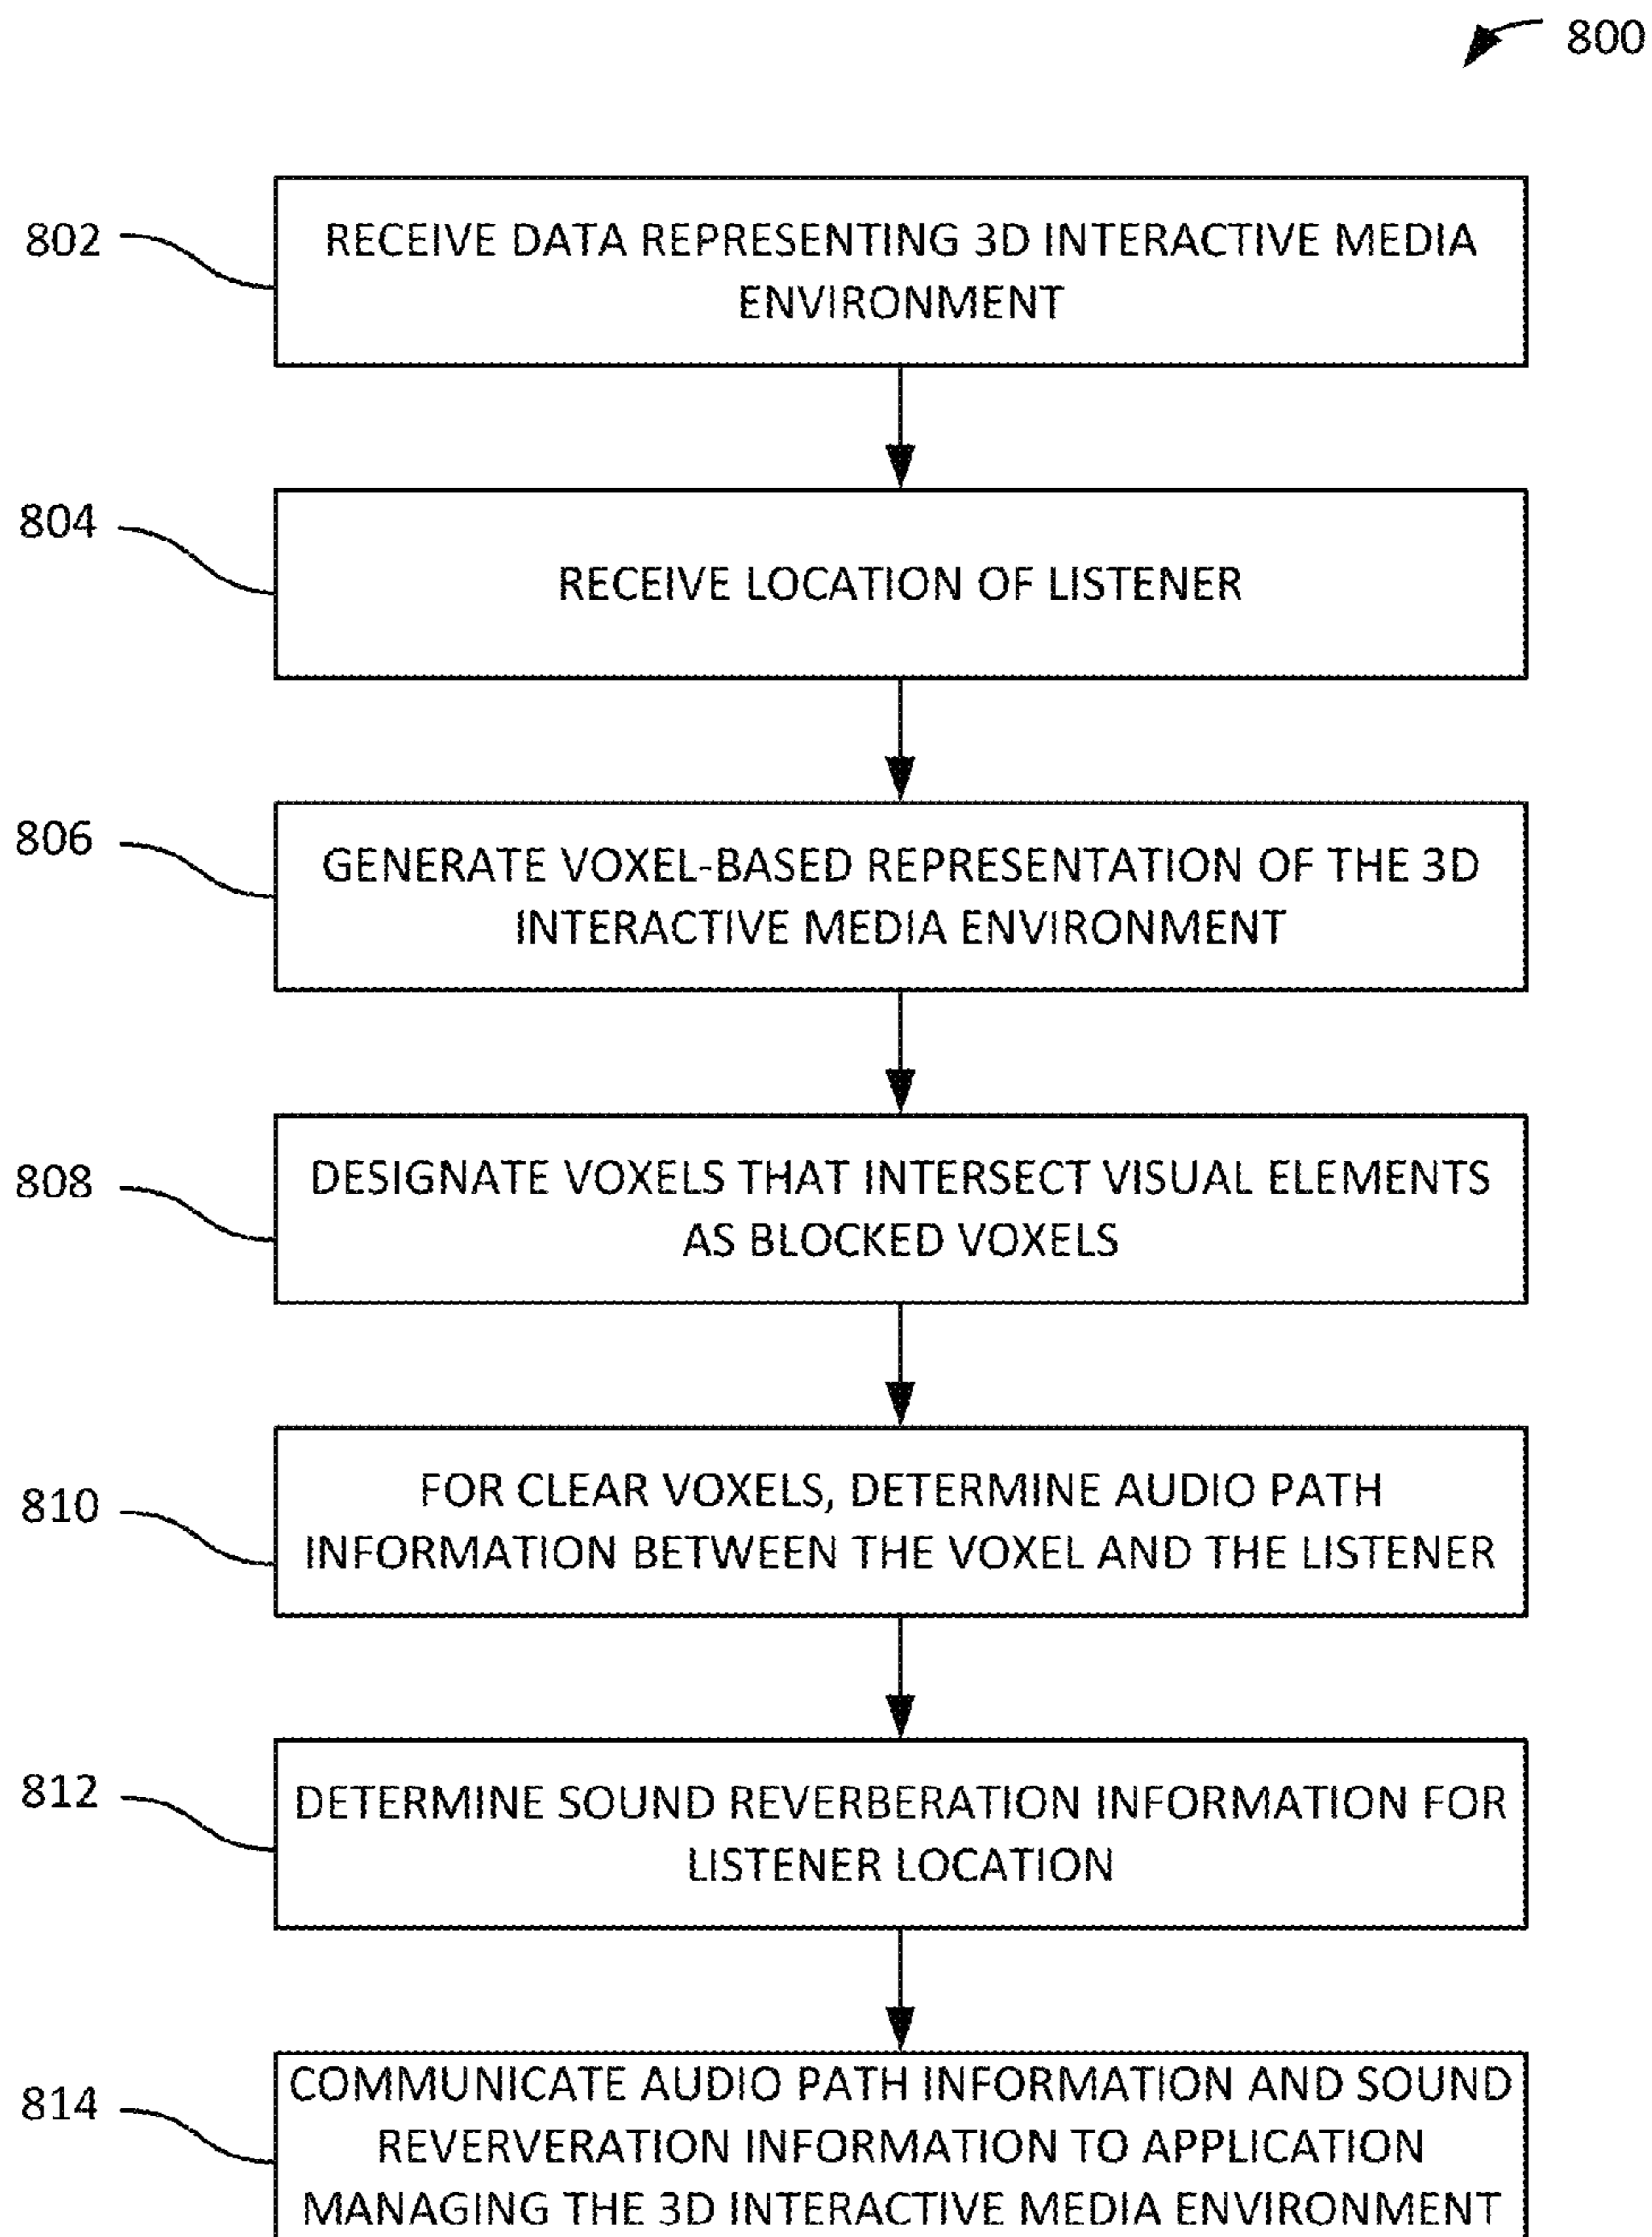 800
802
RECEIVE DATA REPRESENTING 3D INTERACTIVE MEDIA
ENVIRONMENT
804
RECEIVE LOCATION OF LISTENER
806
GENERATE VOXEL-BASED REPRESENTATION OF THE 3D
INTERACTIVE MEDIA ENVIRONMENT
808
DESIGNATE VOXELS THAT INTERSECT VISUAL ELEMENTS
AS BLOCKED VOXELS
810
FOR CLEAR VOXELS, DETERMINE AUDIO PATH
INFORMATION BETWEEN THE VOXEL AND THE LISTENER
812
DETERMINE SOUND REVERBERATION INFORMATION FOR
LISTENER LOCATION
814
COMMUNICATE AUDIO PATH INFORMATION AND SOUND
REVERVERATION INFORMATION TO APPLICATION
MANAGING THE 3D INTERACTIVE MEDIA ENVIRONMENT